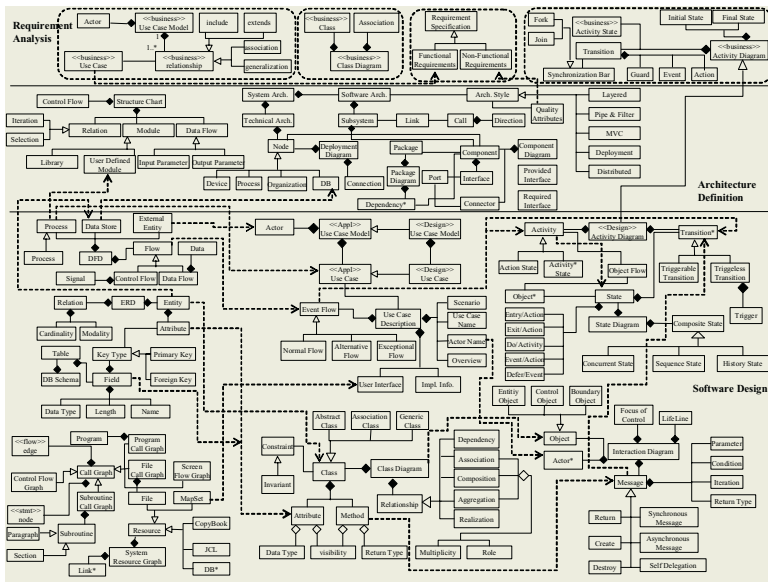 Requirement
Analysis
Actor
<<business>>
Use Case Model
include
extends
1
1..*
<<business>>
Use Case
<<business>>
relationship
association
generalization
<<business>>
Class
Association
<<business>>
Class Diagram
Requirement
Specification
Functional
Requirements
Non-Functional
Requirements
Fork
Join
<<business>>
Activity State
Initial State
Final State
Transition
<<business>>
Activity Diagram
Synchronization Bar
Guard
Event
Action
Control Flow
Structure Chart
Iteration
Selection
Relation
Module
Data Flow
Library
User Defined
Module
Input Parameter
Output Parameter
System Arch.
Software Arch.
Arch. Style
Layered
Technical Arch.
Subsystem
Link
Call
Direction
Quality
Attributes
Pipe & Filter
MVC
Deployment
Distributed
Node
Deployment
Diagram
Package
Component
Component
Diagram
Package
Diagram
Port
Interface
Provided
Interface
Device
Process
Organization
DB
Connection
Dependency*
Connector
Required
Interface
Architecture
Definition
Process
Data Store
External
Entity
Process
DFD
Flow
Data
Signal
Control Flow
Data Flow
Actor
<<Appl>>
Use Case Model
<<Design>>
Use Case Model
<<Appl>>
Use Case
<<Design>>
Use Case
Activity
<<Design>>
Activity Diagram
Transition*
Action State
Activity*
State
Object Flow
Triggerable
Transition
Triggeless
Transition
Trigger
Object*
State
Entry/Action
Exit/Action
Do/Activity
Event/Action
Defer/Event
State Diagram
Composite State
Concurrent State
Sequence State
History State
Relation
ERD
Entity
Cardinality
Modality
Attribute
Event Flow
Use Case
Description
Scenario
Use Case
Name
Actor Name
Overview
Normal Flow
Alternative
Flow
Exceptional
Flow
User Interface
Impl. Info.
Table
Key Type
Primary Key
DB Schema
Field
Foreign Key
Data Type
Length
Name
Software Design
Entity
Object
Control
Object
Boundary
Object
Focus of
Control
LifeLine
Object
Actor*
Interaction Diagram
Message
Parameter
Condition
Iteration
Return Type
Return
Synchronous
Message
Create
Asynchronous
Message
Destroy
Self Delegation
<<flow>>
edge
Program
Program
Call Graph
Control Flow
Graph
Call Graph
File
Call Graph
Screen
Flow Graph
<<stmt>>
node
Subroutine
Call Graph
File
MapSet
Paragraph
Subroutine
Resource
CopyBook
Section
System
Resource Graph
JCL
Link*
DB*
Abstract
Class
Association
Class
Generic
Class
Constraint
Class
Class Diagram
Invariant
Relationship
Dependency
Association
Composition
Aggregation
Realization
Attribute
Method
Data Type
visibility
Return Type
Multiplicity
Role